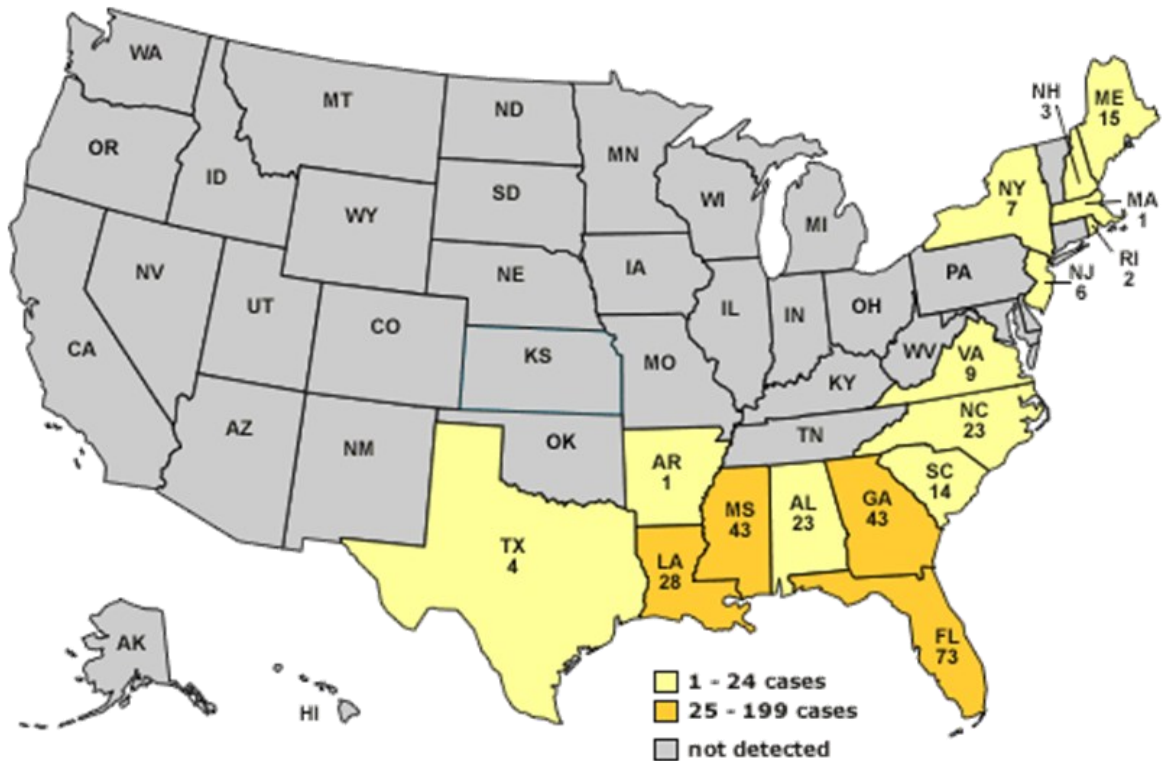 WA
MT
ND
MN
OR
ID
SD
WI
MI
WY
NH
3
ME
15
NY
7
MA
1
RI
2
NJ
6
NV
UT
NE
IA
PA
IL
IN
OH
CA
CO
KS
MO
WV
VA
9
KY
NC
23
AZ
NM
OK
TN
AR
1
SC
14
MS
43
AL
23
GA
43
TX
4
LA
28
FL
73
AK
HI
1 - 24 cases
25 - 199 cases
not detected